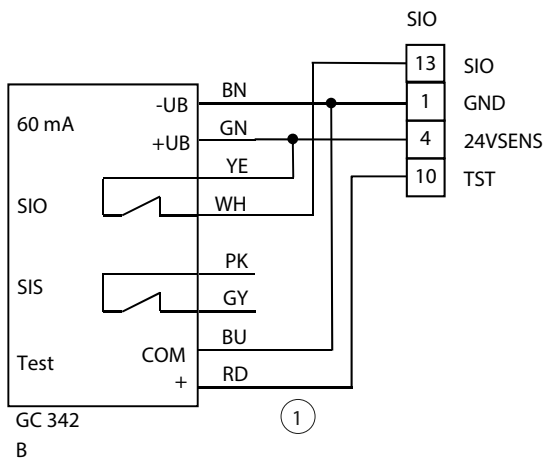 SIO
13 SIO
-UB BN 1 GND
60 mA
+UB GN 4 24VSENS
YE 10 TST
SIO WH
PK
SIS
GY
BU
Test COM
+ RD
1
GC 342
B